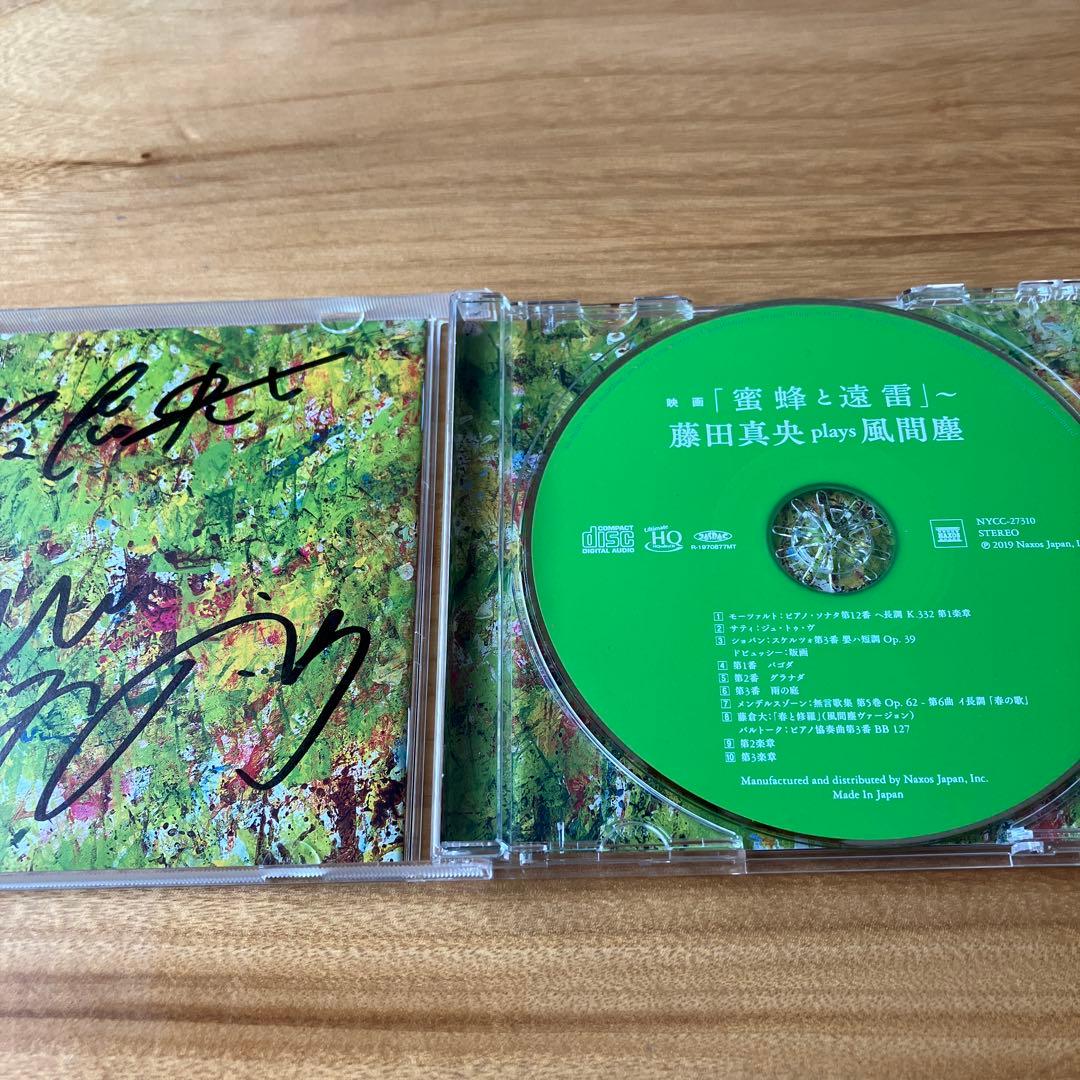 映画「蜜蜂と遠雷」～
藤田真央 plays 風間塵
COMPACT
disc
DIGITAL AUDIO
Ultimate
HQ
R-1970877MT
NYCC-27310
STEREO
℗ 2019 Naxos Japan, I
1 モーツァルト：ピアノ・ソナタ第12番 ヘ長調 K.332 第1楽章
2 サティ：ジュ・トゥ・ヴ
3 ショパン：スケルツォ第3番 嬰ハ短調 Op. 39
ドビュッシー：版画
4 第1番 パゴダ
5 第2番 グラナダ
6 第3番 雨の庭
7 メンデルスゾーン：無言歌集 第5巻 Op. 62 - 第6曲 イ長調「春の歌」
8 藤倉大：「春と修羅」（風間塵ヴァージョン）
バルトーク：ピアノ協奏曲第3番 BB 127
9 第2楽章
10 第3楽章
Manufactured and distributed by Naxos Japan, Inc.
Made In Japan